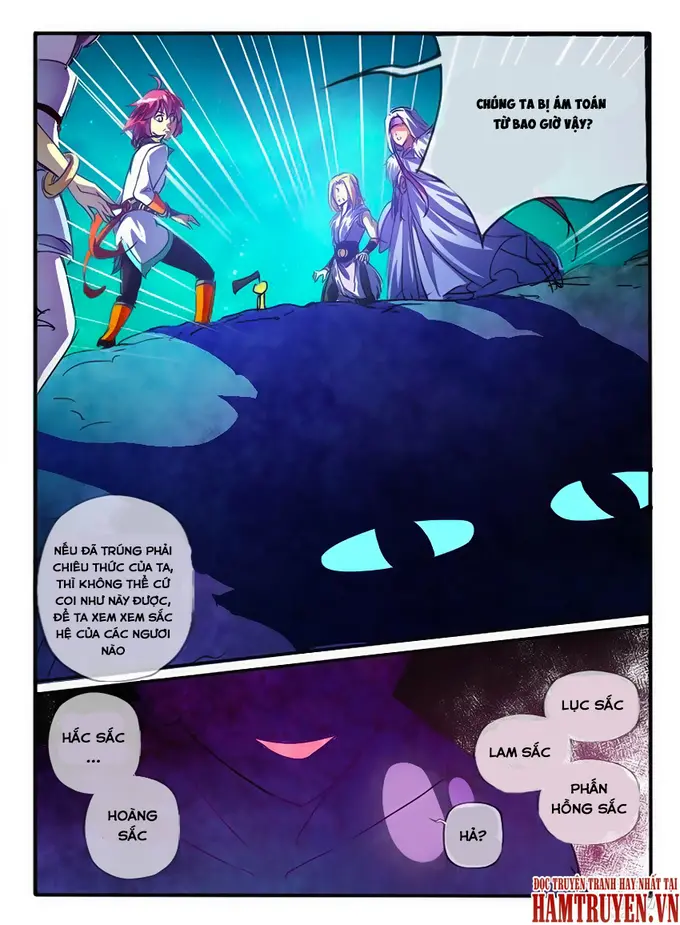 CHÚNG TA BỊ ÁM TOÁN
TỪ BAO GIỜ VẬY?
NẾU ĐÃ TRÚNG PHẢI
CHIÊU THỨC CỦA TA,
THÌ KHÔNG THỂ CỨ
COI NHƯ NÀY ĐƯỢC,
ĐỂ TA XEM XEM SẮC
HỆ CỦA CÁC NGƯƠI
NÀO
LỤC SẮC
LAM SẮC
PHẤN
HỒNG SẮC
HẢ?
HẮC SẮC
...
HOÀNG
SẮC
ĐỌC TRUYỆN TRANH HAY NHẤT TẠI
HAMTRUYEN.VN